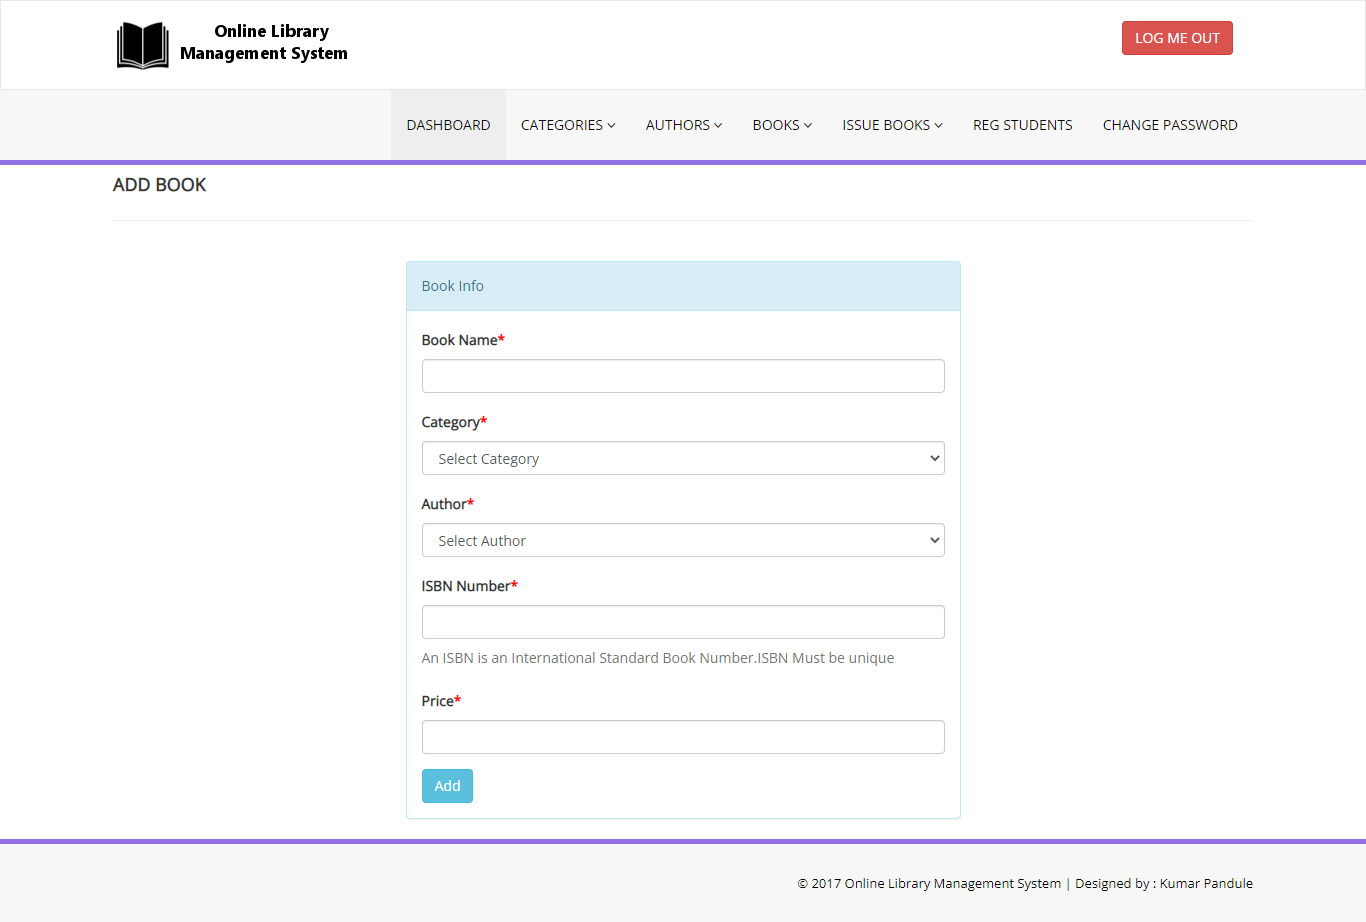 Online Library
Management System
LOG ME OUT
DASHBOARD CATEGORIES AUTHORS BOOKS ISSUE BOOKS REG STUDENTS CHANGE PASSWORD
ADD BOOK
Book Info
Book Name*
Category*
Select Category
Author*
Select Author
ISBN Number*
An ISBN is an International Standard Book Number.ISBN Must be unique
Price*
Add
© 2017 Online Library Management System | Designed by : Kumar Pandule